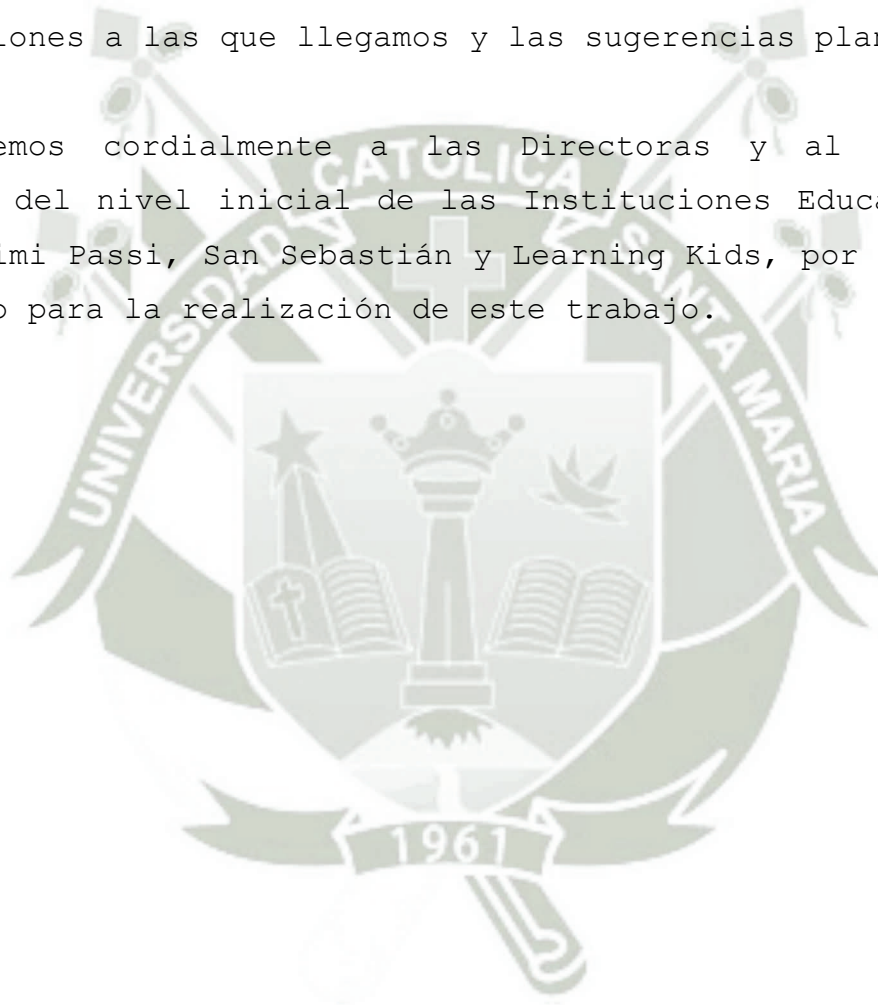 iones a las que llegamos y las sugerencias plan
emos cordialmente a las Directoras y al
del nivel inicial de las Instituciones Educa
imi Passi, San Sebastián y Learning Kids, por
o para la realización de este trabajo.
UNIVERSIDAD CATÓLICA SANTA MARIA
1961